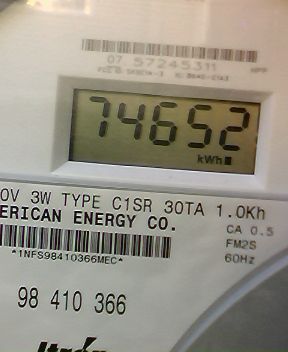 07 57245311
74652
kWh
0V 3W TYPE C1SR 30TA 1.0Kh
ERICAN ENERGY CO.
CA 0.5
FM2S
*1NFS98410366MEC*
60Hz
98 410 366
Itrón